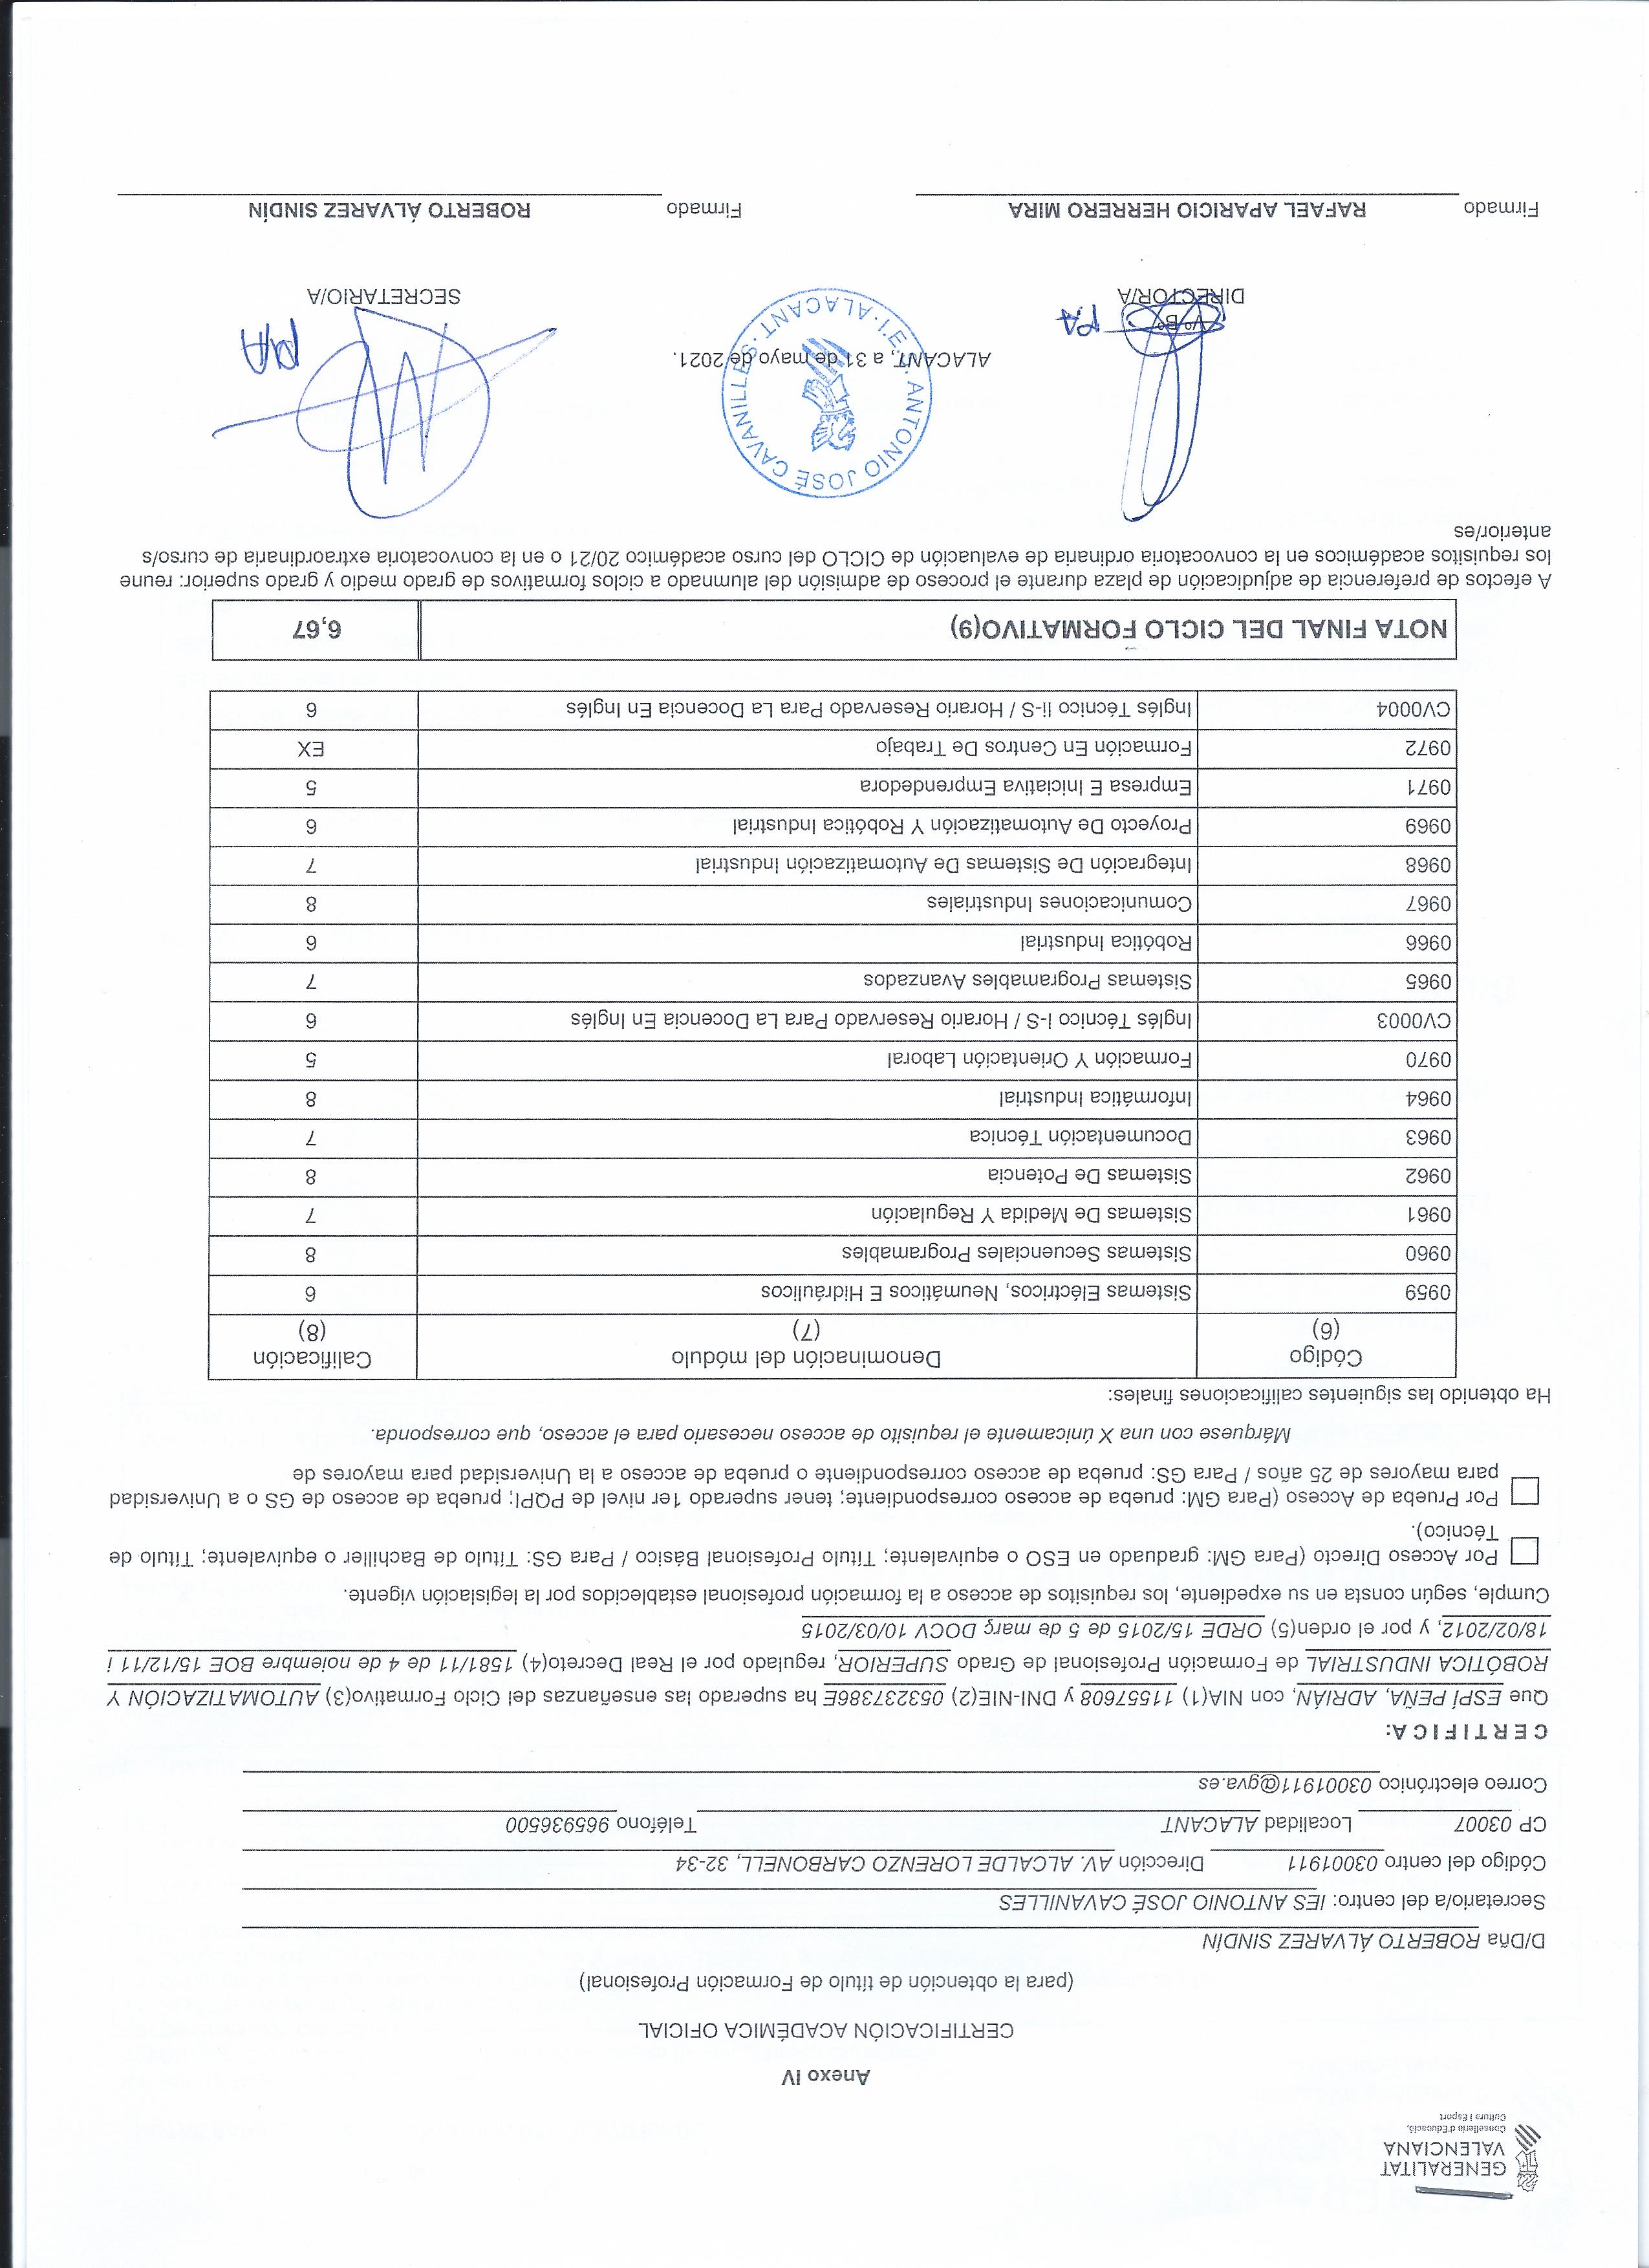 GENERALITAT
VALENCIANA
Conselleria d'Educació,
Cultura i Esport
Anexo IV
CERTIFICACIÓN ACADÉMICA OFICIAL
(para la obtención de título de Formación Profesional)
D/Dña ROBERTO ÁLVAREZ SINDÍN
Secretario/a del centro: IES ANTONIO JOSÉ CAVANILLES
Código del centro 03001911 Dirección AV. ALCALDE LORENZO CARBONELL, 32-34
CP 03007 Localidad ALACANT Teléfono 965936500
Correo electrónico 03001911@gva.es
CERTIFICA:
Que ESPÍ PEÑA, ADRIÁN, con NIA(1) 11557608 y DNI-NIE(2) 053237386E ha superado las enseñanzas del Ciclo Formativo(3) AUTOMATIZACIÓN Y
ROBÓTICA INDUSTRIAL de Formación Profesional de Grado SUPERIOR, regulado por el Real Decreto(4) 1581/11 de 4 de noiembre BOE 15/12/11 i
18/02/2012, y por el orden(5) ORDE 15/2015 de 5 de març DOCV 10/03/2015
Cumple, según consta en su expediente, los requisitos de acceso a la formación profesional establecidos por la legislación vigente.
Por Acceso Directo (Para GM: graduado en ESO o equivalente; Título Profesional Básico / Para GS: Título de Bachiller o equivalente; Título de
Técnico).
Por Prueba de Acceso (Para GM: prueba de acceso correspondiente; tener superado 1er nivel de PQPI; prueba de acceso de GS o a Universidad
para mayores de 25 años / Para GS: prueba de acceso correspondiente o prueba de acceso a la Universidad para mayores de
Márquese con una X únicamente el requisito de acceso necesario para el acceso, que corresponda.
Ha obtenido las siguientes calificaciones finales:
Código Denominación del módulo Calificación
(6) (7) (8)
0959 Sistemas Eléctricos, Neumáticos E Hidráulicos 6
0960 Sistemas Secuenciales Programables 8
0961 Sistemas De Medida Y Regulación 7
0962 Sistemas De Potencia 8
0963 Documentación Técnica 7
0964 Informática Industrial 8
0970 Formación Y Orientación Laboral 5
CV0003 Inglés Técnico I-S / Horario Reservado Para La Docencia En Inglés 6
0965 Sistemas Programables Avanzados 7
0966 Robótica Industrial 6
0967 Comunicaciones Industriales 8
0968 Integración De Sistemas De Automatización Industrial 7
0969 Proyecto De Automatización Y Robótica Industrial 6
0971 Empresa E Iniciativa Emprendedora 5
0972 Formación En Centros De Trabajo EX
CV0004 Inglés Técnico Ii-S / Horario Reservado Para La Docencia En Inglés 6
NOTA FINAL DEL CICLO FORMATIVO(9) 6,67
A efectos de preferencia de adjudicación de plaza durante el proceso de admisión del alumnado a ciclos formativos de grado medio y grado superior: reune
los requisitos académicos en la convocatoria ordinaria de evaluación de CICLO del curso académico 20/21 o en la convocatoria extraordinaria de curso/s
anterior/es
I.E.S. ANTONIO JOSÉ CAVANILLES · ALACANT ·
ALACANT, a 31 de mayo de 2021.
Vº Bº PA P/A
DIRECTOR/A SECRETARIO/A
Firmado RAFAEL APARICIO HERRERO MIRA Firmado ROBERTO ÁLVAREZ SINDÍN